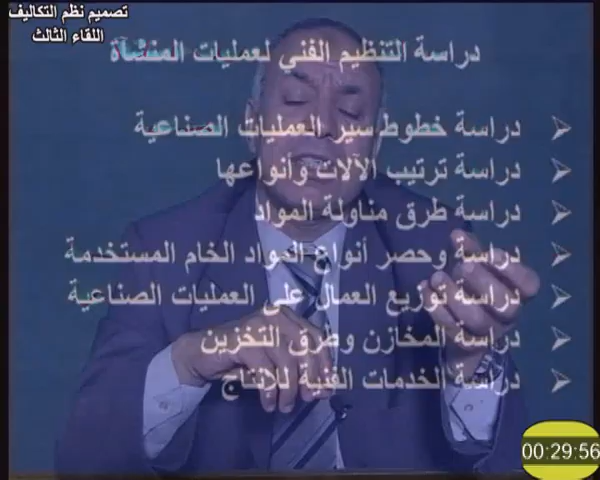 تصميم نظم التكاليف
اللقاء الثالث
دراسة التنظيم الفني لعمليات المنشأة
دراسة خطوط سير العمليات الصناعية
دراسة ترتيب الآلات وأنواعها
دراسة طرق مناولة المواد
دراسة وحصر أنواع المواد الخام المستخدمة
دراسة توزيع العمال على العمليات الصناعية
دراسة المخازن وطرق التخزين
دراسة الخدمات الفنية للإنتاج
00:29:56